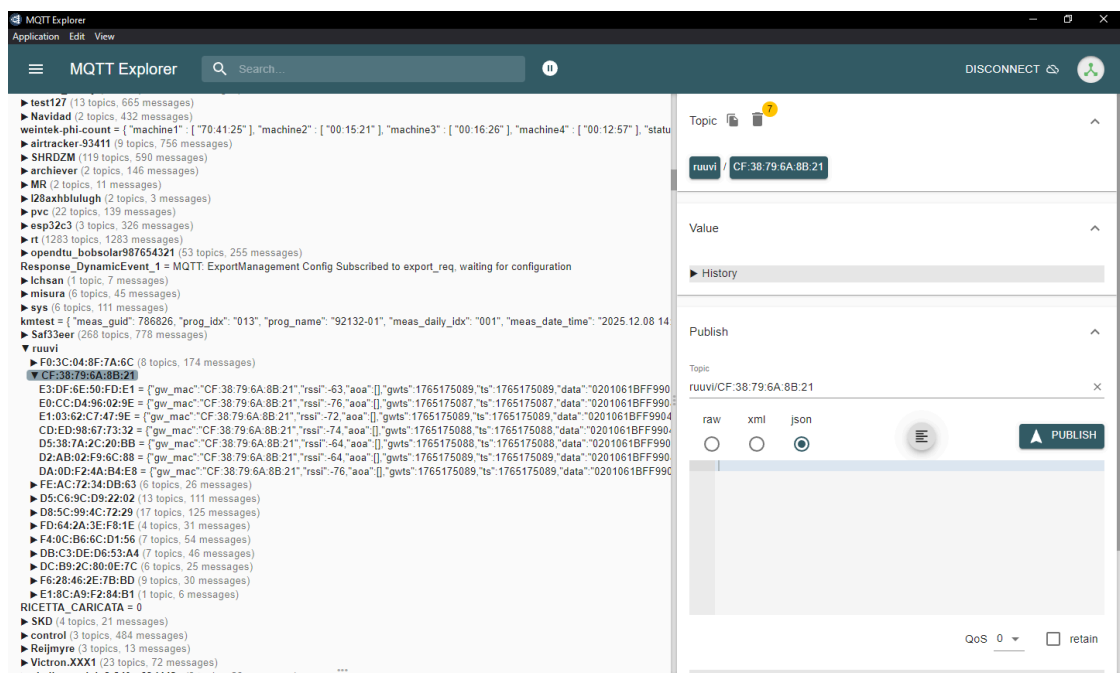 MQTT Explorer
Application Edit View
MQTT Explorer
Search...
DISCONNECT
test127 (13 topics, 665 messages)
Navidad (2 topics, 432 messages)
weintek-phi-count = { "machine1" : [ "70:41:25" ], "machine2" : [ "00:15:21" ], "machine3" : [ "00:16:26" ], "machine4" : [ "00:12:57" ], "statu
airtracker-93411 (9 topics, 756 messages)
SHRDZM (119 topics, 590 messages)
archiever (2 topics, 146 messages)
MR (2 topics, 11 messages)
l28axhblulugh (2 topics, 3 messages)
pvc (22 topics, 139 messages)
esp32c3 (3 topics, 326 messages)
rt (1283 topics, 1283 messages)
opendtu_bobsolar987654321 (53 topics, 255 messages)
Response_DynamicEvent_1 = MQTT: ExportManagement Config Subscribed to export_req, waiting for configuration
Ichsan (1 topic, 7 messages)
misura (6 topics, 45 messages)
sys (6 topics, 111 messages)
kmtest = { "meas_guid": 786826, "prog_idx": "013", "prog_name": "92132-01", "meas_daily_idx": "001", "meas_date_time": "2025.12.08 14
Saf33eer (268 topics, 778 messages)
ruuvi
F0:3C:04:8F:7A:6C (8 topics, 174 messages)
CF:38:79:6A:8B:21
E3:DF:6E:50:FD:E1 = {"gw_mac":"CF:38:79:6A:8B:21","rssi":-63,"aoa":[],"gwts":1765175089,"ts":1765175089,"data":"0201061BFF990
E0:CC:D4:96:02:9E = {"gw_mac":"CF:38:79:6A:8B:21","rssi":-76,"aoa":[],"gwts":1765175089,"ts":1765175089,"data":"0201061BFF990
E1:03:62:C7:47:9E = {"gw_mac":"CF:38:79:6A:8B:21","rssi":-72,"aoa":[],"gwts":1765175087,"ts":1765175087,"data":"0201061BFF9904
CD:ED:98:67:73:32 = {"gw_mac":"CF:38:79:6A:8B:21","rssi":-74,"aoa":[],"gwts":1765175089,"ts":1765175089,"data":"0201061BFF990
D5:38:7A:2C:20:BB = {"gw_mac":"CF:38:79:6A:8B:21","rssi":-64,"aoa":[],"gwts":1765175089,"ts":1765175089,"data":"0201061BFF990
D2:AB:02:F9:6C:88 = {"gw_mac":"CF:38:79:6A:8B:21","rssi":-64,"aoa":[],"gwts":1765175089,"ts":1765175089,"data":"0201061BFF990
DA:0D:F2:4A:B4:E8 = {"gw_mac":"CF:38:79:6A:8B:21","rssi":-76,"aoa":[],"gwts":1765175089,"ts":1765175089,"data":"0201061BFF990
FE:AC:72:34:DB:63 (6 topics, 26 messages)
D5:C6:9C:D9:22:02 (13 topics, 111 messages)
D8:5C:99:4C:72:29 (17 topics, 125 messages)
FD:64:2A:3E:F8:1E (4 topics, 31 messages)
F4:0C:B6:6C:D1:56 (7 topics, 54 messages)
DB:C3:DE:D6:53:A4 (7 topics, 46 messages)
DC:B9:2C:80:0E:7C (6 topics, 25 messages)
F6:28:46:2E:7B:BD (9 topics, 30 messages)
E1:8C:A9:F2:84:B1 (1 topic, 6 messages)
RICETTA_CARICATA = 0
SKD (4 topics, 21 messages)
control (3 topics, 484 messages)
Reijmyre (3 topics, 13 messages)
Victron.XXX1 (23 topics, 72 messages)
Topic
7
ruuvi / CF:38:79:6A:8B:21
Value
History
Publish
Topic
ruuvi/CF:38:79:6A:8B:21
raw xml json
PUBLISH
QoS 0 retain